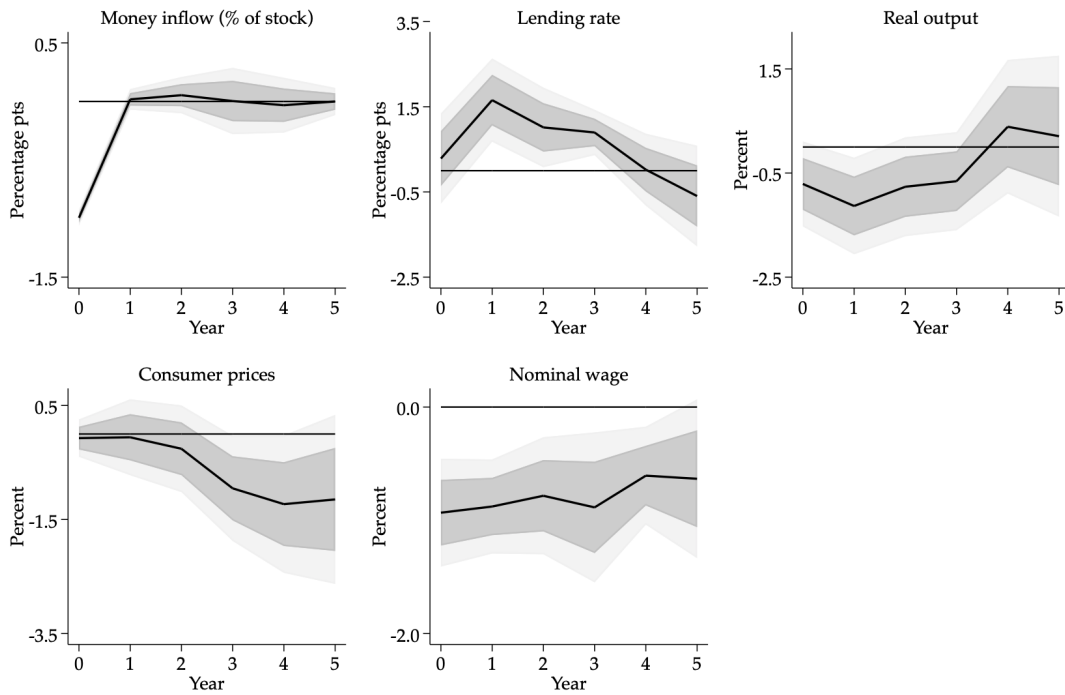 Money inflow (% of stock)
Percentage pts
0.5
-1.5
0 1 2 3 4 5
Year
Lending rate
Percentage pts
3.5
1.5
-0.5
-2.5
0 1 2 3 4 5
Year
Real output
Percent
1.5
-0.5
-2.5
0 1 2 3 4 5
Year
Consumer prices
Percent
0.5
-1.5
-3.5
0 1 2 3 4 5
Year
Nominal wage
Percent
0.0
-2.0
0 1 2 3 4 5
Year